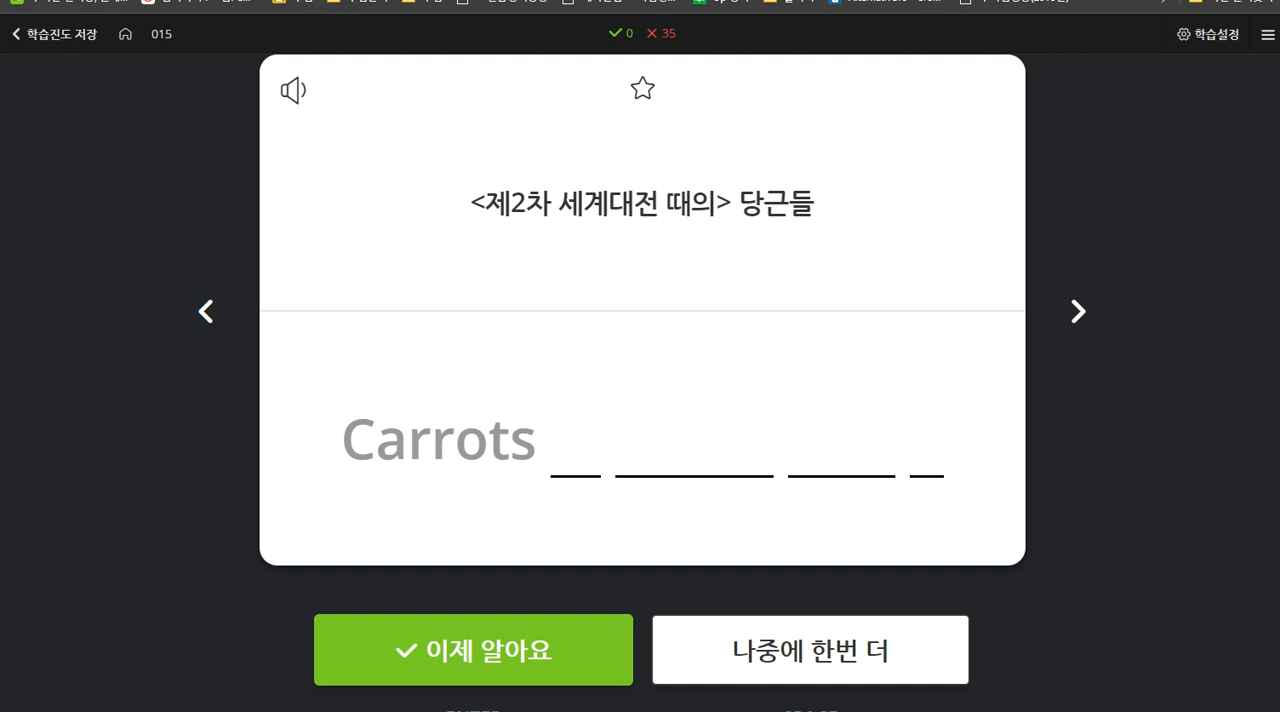 학습진도 저장
015
0
35
학습설정
<제2차 세계대전 때의> 당근들
Carrots
이제 알아요
나중에 한번 더